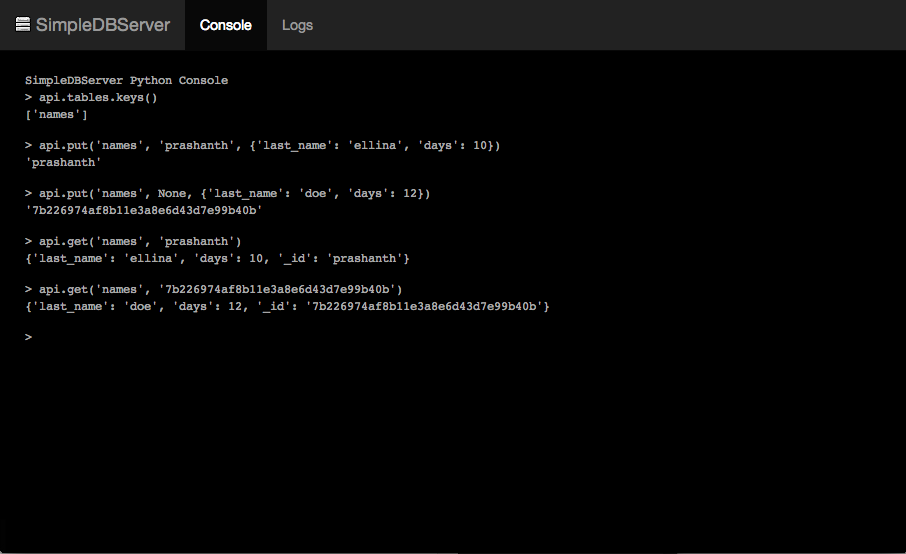 SimpleDBServer Console Logs
SimpleDBServer Python Console
> api.tables.keys()
['names']
> api.put('names', 'prashanth', {'last_name': 'ellina', 'days': 10})
'prashanth'
> api.put('names', None, {'last_name': 'doe', 'days': 12})
'7b226974af8b11e3a8e6d43d7e99b40b'
> api.get('names', 'prashanth')
{'last_name': 'ellina', 'days': 10, '_id': 'prashanth'}
> api.get('names', '7b226974af8b11e3a8e6d43d7e99b40b')
{'last_name': 'doe', 'days': 12, '_id': '7b226974af8b11e3a8e6d43d7e99b40b'}
>